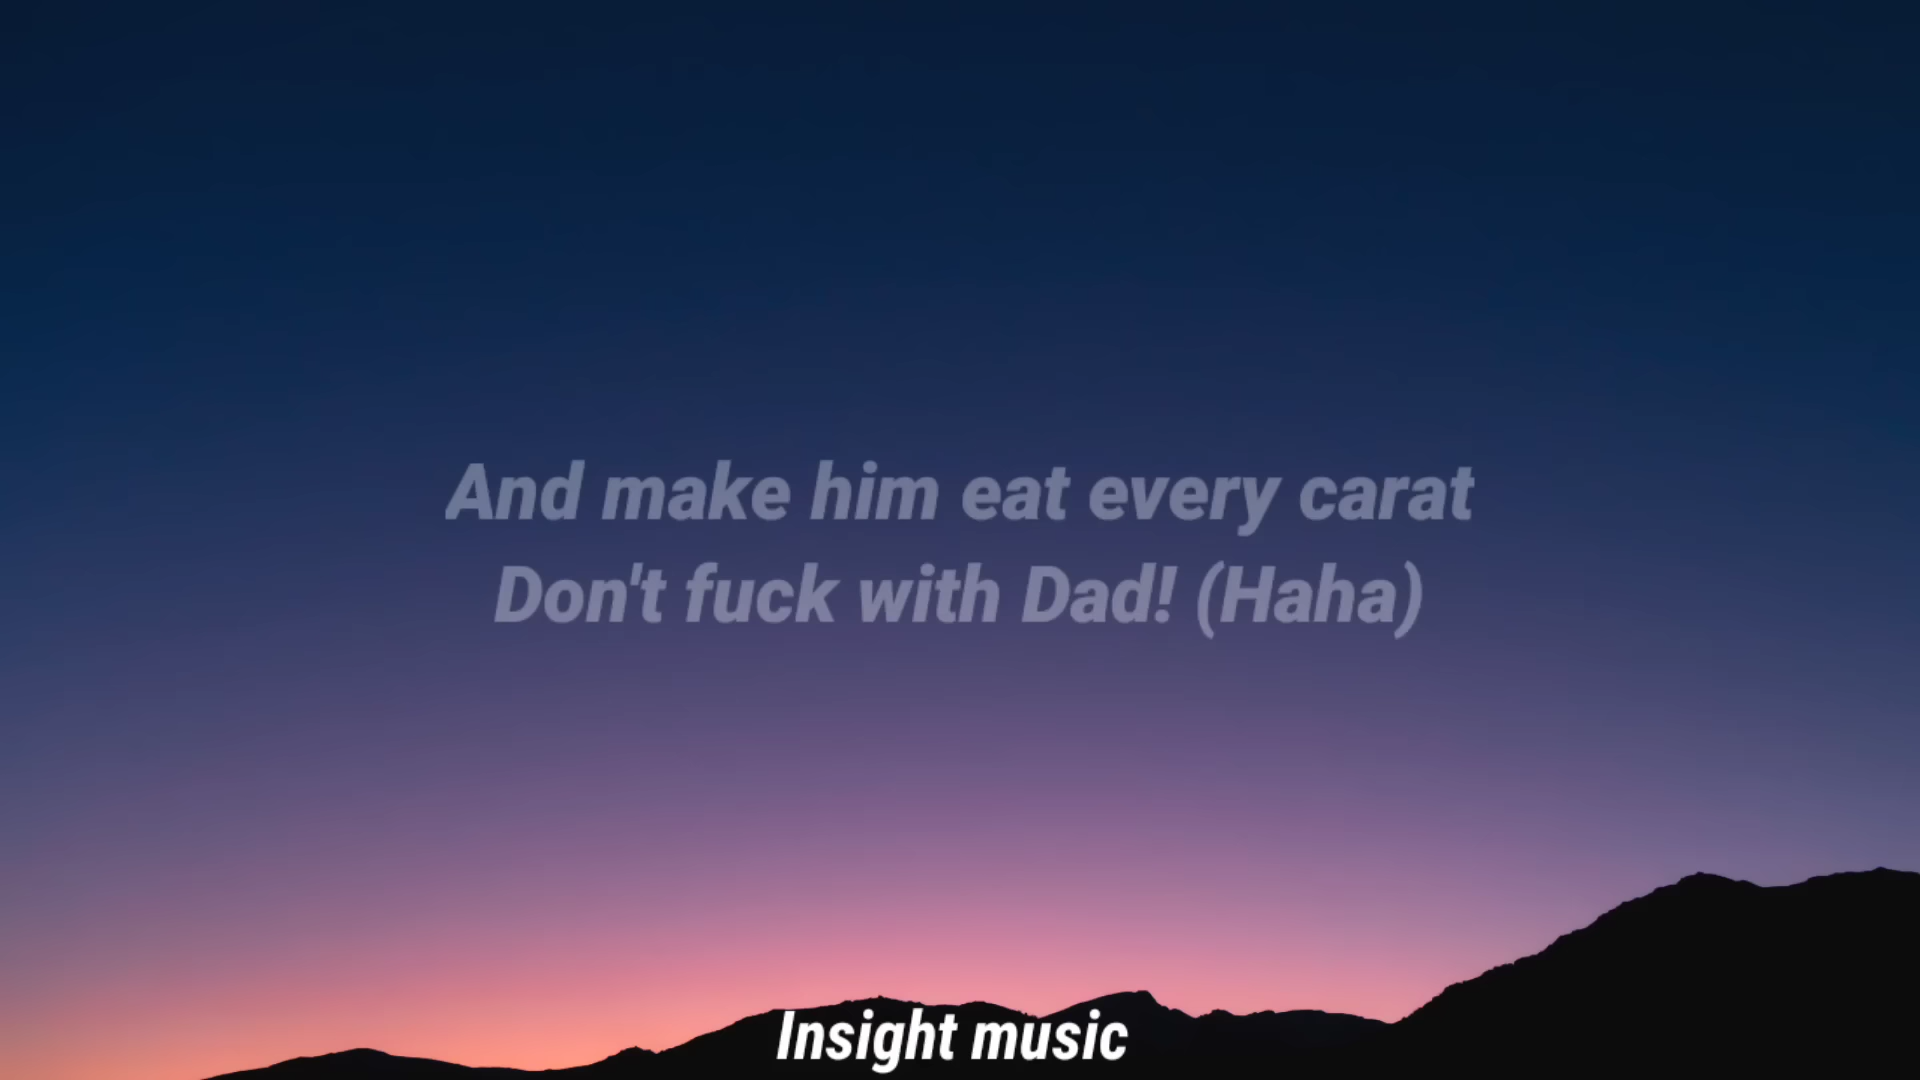 And make him eat every carat
Don't fuck with Dad! (Haha)
Insight music